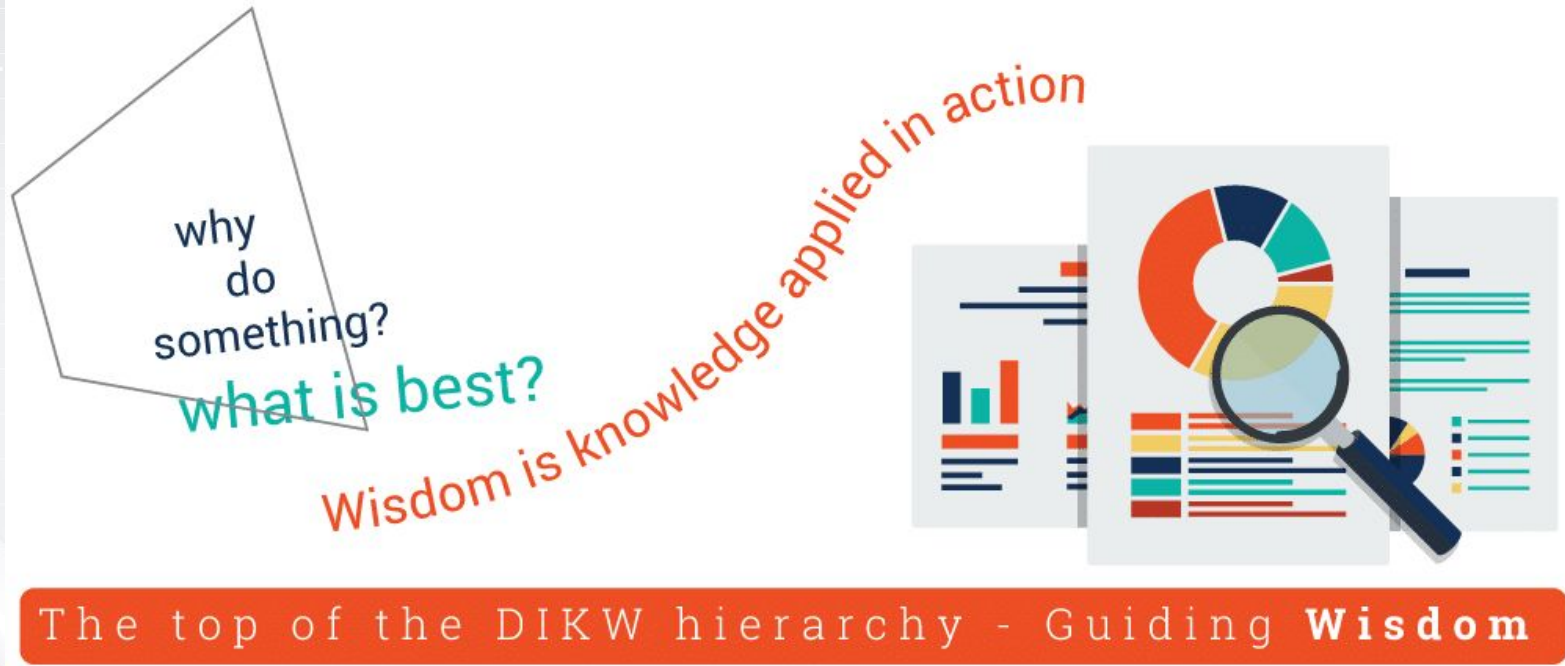 why
do
something?
what is best?
Wisdom is knowledge applied in action
The top of the DIKW hierarchy - Guiding Wisdom